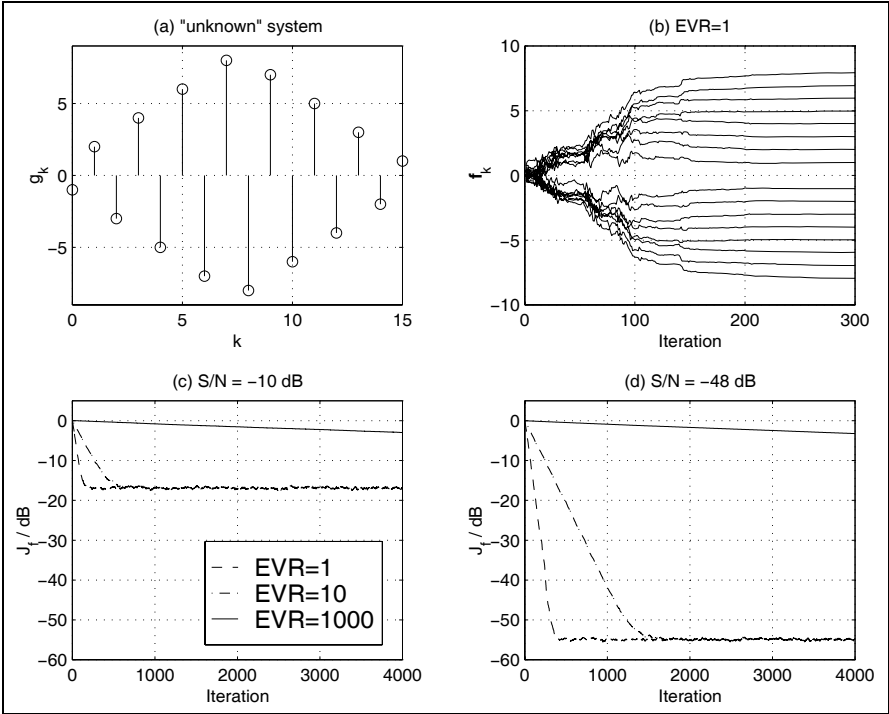 (a) "unknown" system
5
0
−5
g_k
0
5
10
15
k
(b) EVR=1
10
5
0
−5
−10
f_k
0
100
200
300
Iteration
(c) S/N = −10 dB
0
−10
−20
−30
−40
−50
−60
J_f / dB
EVR=1
EVR=10
EVR=1000
0
1000
2000
3000
4000
Iteration
(d) S/N = −48 dB
0
−10
−20
−30
−40
−50
−60
J_f / dB
0
1000
2000
3000
4000
Iteration